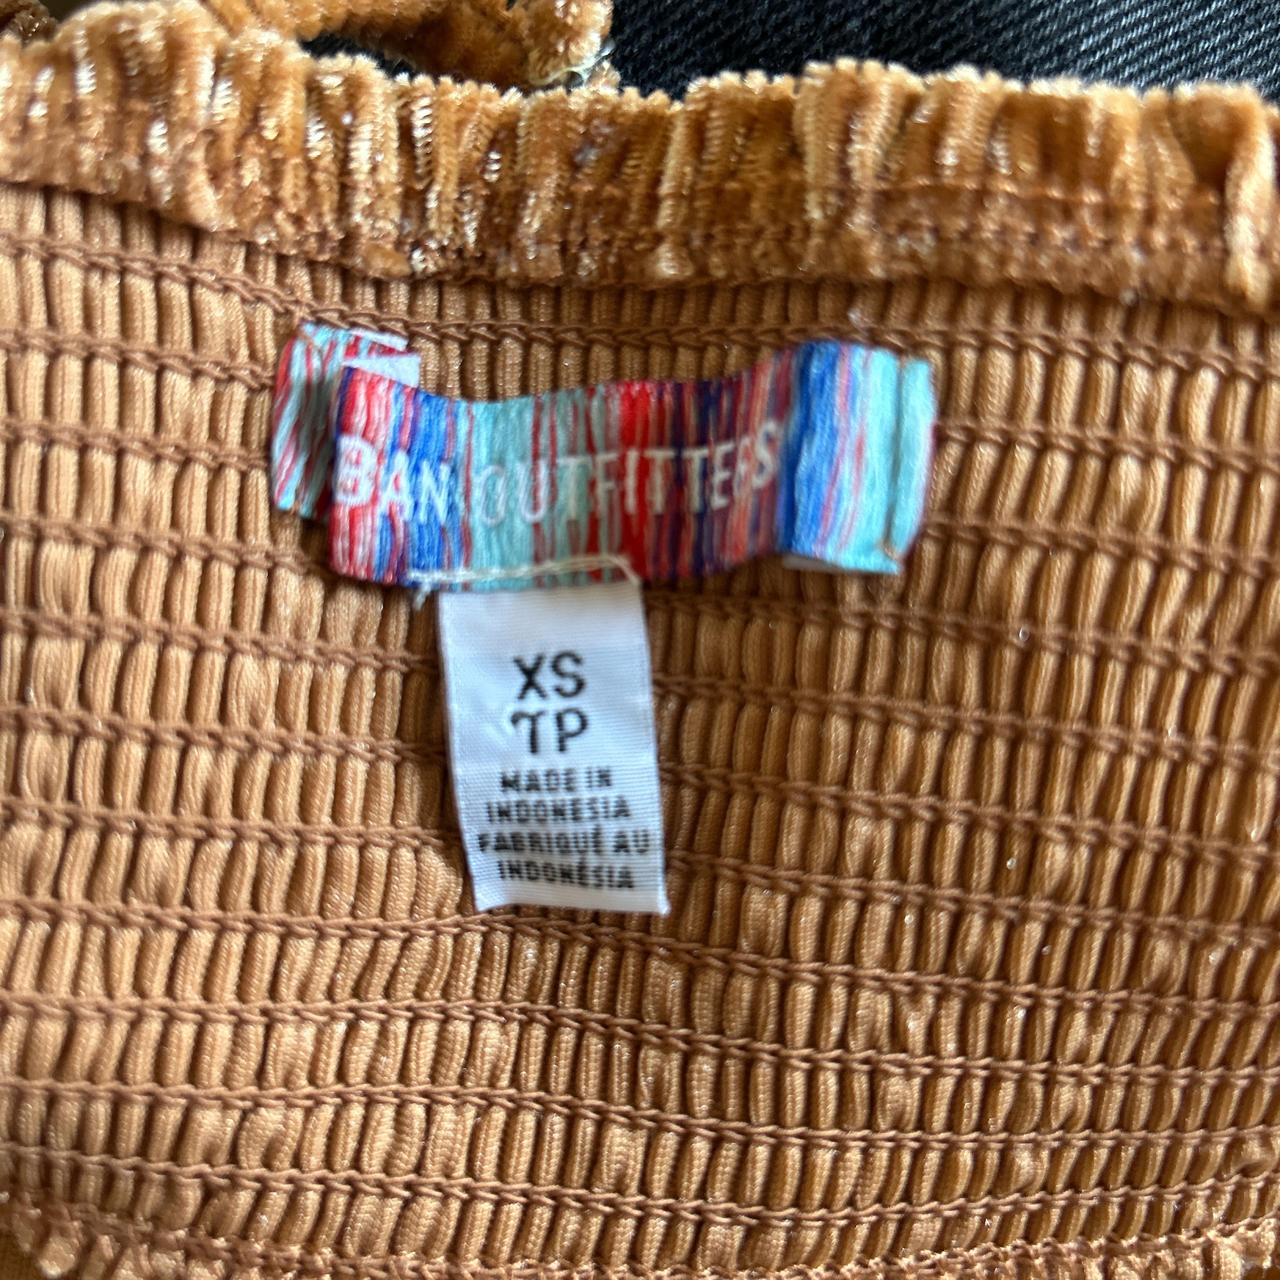 BAN OUTFITTERS
XS
TP
MADE IN
INDONESIA
FABRIQUÉ AU
INDONÉSIA